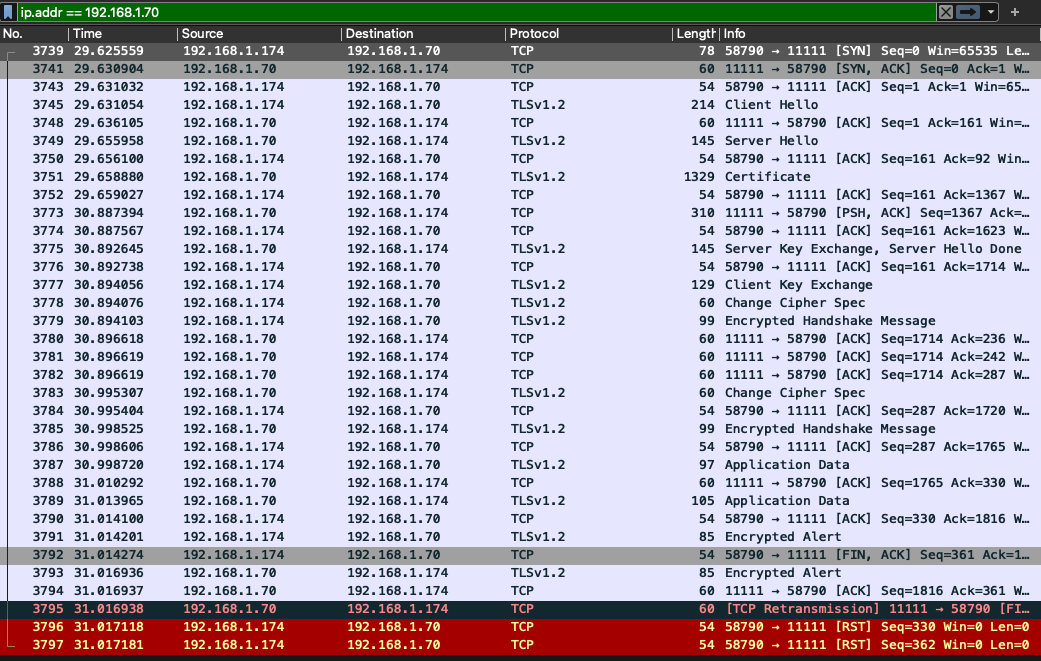 ip.addr == 192.168.1.70
No. Time Source Destination Protocol Length Info
3739 29.625559 192.168.1.174 192.168.1.70 TCP 78 58790 → 11111 [SYN] Seq=0 Win=65535 Le…
3741 29.630904 192.168.1.70 192.168.1.174 TCP 60 11111 → 58790 [SYN, ACK] Seq=0 Ack=1 W…
3743 29.631032 192.168.1.174 192.168.1.70 TCP 54 58790 → 11111 [ACK] Seq=1 Ack=1 Win=65…
3745 29.631054 192.168.1.174 192.168.1.70 TLSv1.2 214 Client Hello
3748 29.636105 192.168.1.70 192.168.1.174 TCP 60 11111 → 58790 [ACK] Seq=1 Ack=161 Win=…
3749 29.655958 192.168.1.70 192.168.1.174 TLSv1.2 145 Server Hello
3750 29.656100 192.168.1.174 192.168.1.70 TCP 54 58790 → 11111 [ACK] Seq=161 Ack=92 Win…
3751 29.658880 192.168.1.70 192.168.1.174 TLSv1.2 1329 Certificate
3752 29.659027 192.168.1.174 192.168.1.70 TCP 54 58790 → 11111 [ACK] Seq=161 Ack=1367 W…
3773 30.887394 192.168.1.70 192.168.1.174 TCP 310 11111 → 58790 [PSH, ACK] Seq=1367 Ack=…
3774 30.887567 192.168.1.174 192.168.1.70 TCP 54 58790 → 11111 [ACK] Seq=161 Ack=1623 W…
3775 30.892645 192.168.1.70 192.168.1.174 TLSv1.2 145 Server Key Exchange, Server Hello Done
3776 30.892738 192.168.1.174 192.168.1.70 TCP 54 58790 → 11111 [ACK] Seq=161 Ack=1714 W…
3777 30.894056 192.168.1.174 192.168.1.70 TLSv1.2 129 Client Key Exchange
3778 30.894076 192.168.1.174 192.168.1.70 TLSv1.2 60 Change Cipher Spec
3779 30.894103 192.168.1.174 192.168.1.70 TLSv1.2 99 Encrypted Handshake Message
3780 30.896618 192.168.1.70 192.168.1.174 TCP 60 11111 → 58790 [ACK] Seq=1714 Ack=236 W…
3781 30.896619 192.168.1.70 192.168.1.174 TCP 60 11111 → 58790 [ACK] Seq=1714 Ack=242 W…
3782 30.896619 192.168.1.70 192.168.1.174 TCP 60 11111 → 58790 [ACK] Seq=1714 Ack=287 W…
3783 30.995307 192.168.1.70 192.168.1.174 TLSv1.2 60 Change Cipher Spec
3784 30.995404 192.168.1.174 192.168.1.70 TCP 54 58790 → 11111 [ACK] Seq=287 Ack=1720 W…
3785 30.998525 192.168.1.70 192.168.1.174 TLSv1.2 99 Encrypted Handshake Message
3786 30.998606 192.168.1.174 192.168.1.70 TCP 54 58790 → 11111 [ACK] Seq=287 Ack=1765 W…
3787 30.998720 192.168.1.174 192.168.1.70 TLSv1.2 97 Application Data
3788 31.010292 192.168.1.70 192.168.1.174 TCP 60 11111 → 58790 [ACK] Seq=1765 Ack=330 W…
3789 31.013965 192.168.1.70 192.168.1.174 TLSv1.2 105 Application Data
3790 31.014100 192.168.1.174 192.168.1.70 TCP 54 58790 → 11111 [ACK] Seq=330 Ack=1816 W…
3791 31.014201 192.168.1.174 192.168.1.70 TLSv1.2 85 Encrypted Alert
3792 31.014274 192.168.1.174 192.168.1.70 TCP 54 58790 → 11111 [FIN, ACK] Seq=361 Ack=1…
3793 31.016936 192.168.1.70 192.168.1.174 TLSv1.2 85 Encrypted Alert
3794 31.016937 192.168.1.70 192.168.1.174 TCP 60 11111 → 58790 [ACK] Seq=1816 Ack=361 W…
3795 31.016938 192.168.1.70 192.168.1.174 TCP 60 [TCP Retransmission] 11111 → 58790 [FI…
3796 31.017118 192.168.1.174 192.168.1.70 TCP 54 58790 → 11111 [RST] Seq=330 Win=0 Len=0
3797 31.017181 192.168.1.174 192.168.1.70 TCP 54 58790 → 11111 [RST] Seq=362 Win=0 Len=0